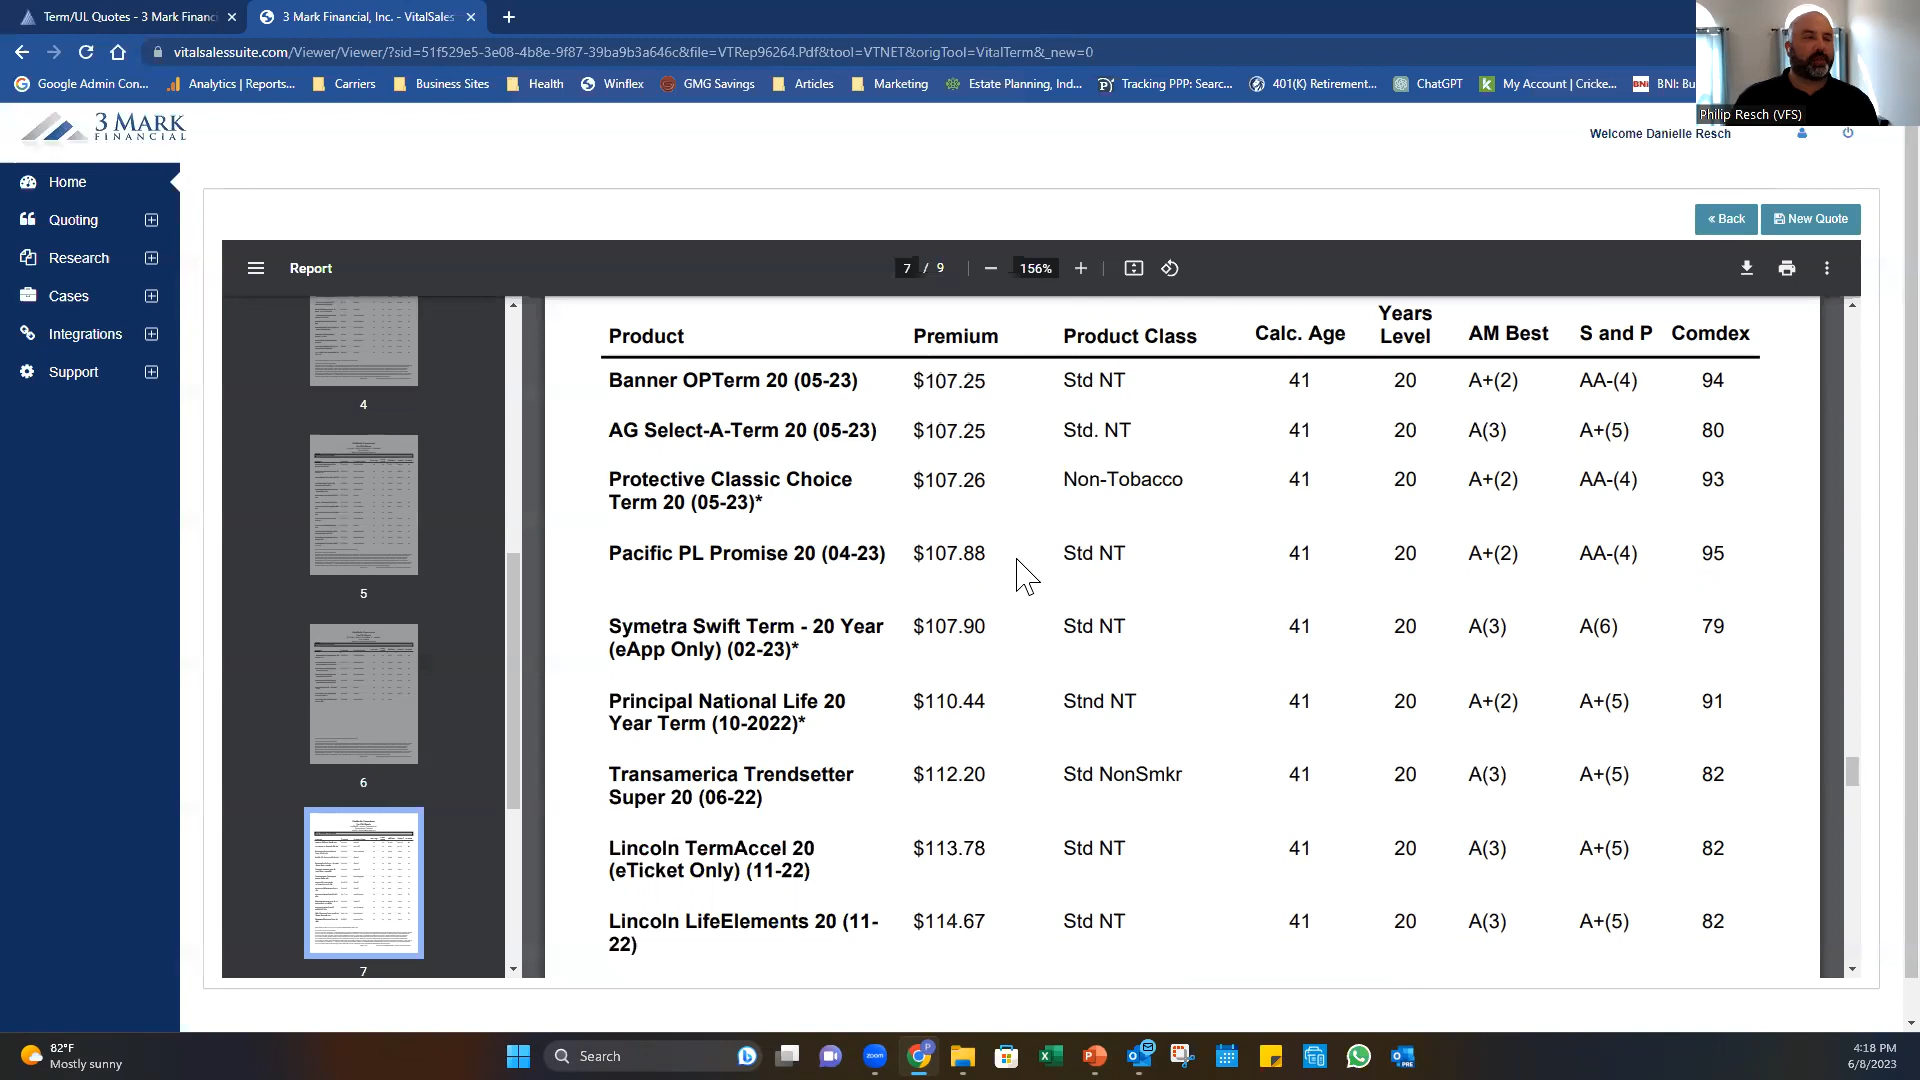 Term/UL Quotes - 3 Mark Financi
3 Mark Financial, Inc. - VitalSales
vitalsalessuite.com/Viewer/Viewer/?sid=51f529e5-3e08-4b8e-9f87-39ba9b3a646c&file=VTRep96264.Pdf&tool=VTNET&origTool=VitalTerm&_new=0
Google Admin Con... Analytics | Reports... Carriers Business Sites Health Winflex GMG Savings Articles Marketing Estate Planning, Ind... Tracking PPP: Searc... 401(K) Retirement... ChatGPT My Account | Cricke... BNI: Bu
Philip Resch (VFS)
3 MARK
FINANCIAL
Welcome Danielle Resch
Home
Quoting
Research
Cases
Integrations
Support
« Back
New Quote
Report
7 / 9
156%
4
5
6
7
Product Premium Product Class Calc. Age Years Level AM Best S and P Comdex
Banner OPTerm 20 (05-23) $107.25 Std NT 41 20 A+(2) AA-(4) 94
AG Select-A-Term 20 (05-23) $107.25 Std. NT 41 20 A(3) A+(5) 80
Protective Classic Choice $107.26 Non-Tobacco 41 20 A+(2) AA-(4) 93
Term 20 (05-23)*
Pacific PL Promise 20 (04-23) $107.88 Std NT 41 20 A+(2) AA-(4) 95
Symetra Swift Term - 20 Year $107.90 Std NT 41 20 A(3) A(6) 79
(eApp Only) (02-23)*
Principal National Life 20 $110.44 Stnd NT 41 20 A+(2) A+(5) 91
Year Term (10-2022)*
Transamerica Trendsetter $112.20 Std NonSmkr 41 20 A(3) A+(5) 82
Super 20 (06-22)
Lincoln TermAccel 20 $113.78 Std NT 41 20 A(3) A+(5) 82
(eTicket Only) (11-22)
Lincoln LifeElements 20 (11- $114.67 Std NT 41 20 A(3) A+(5) 82
22)
82°F
Mostly sunny
Search
zoom
4:18 PM
6/8/2023